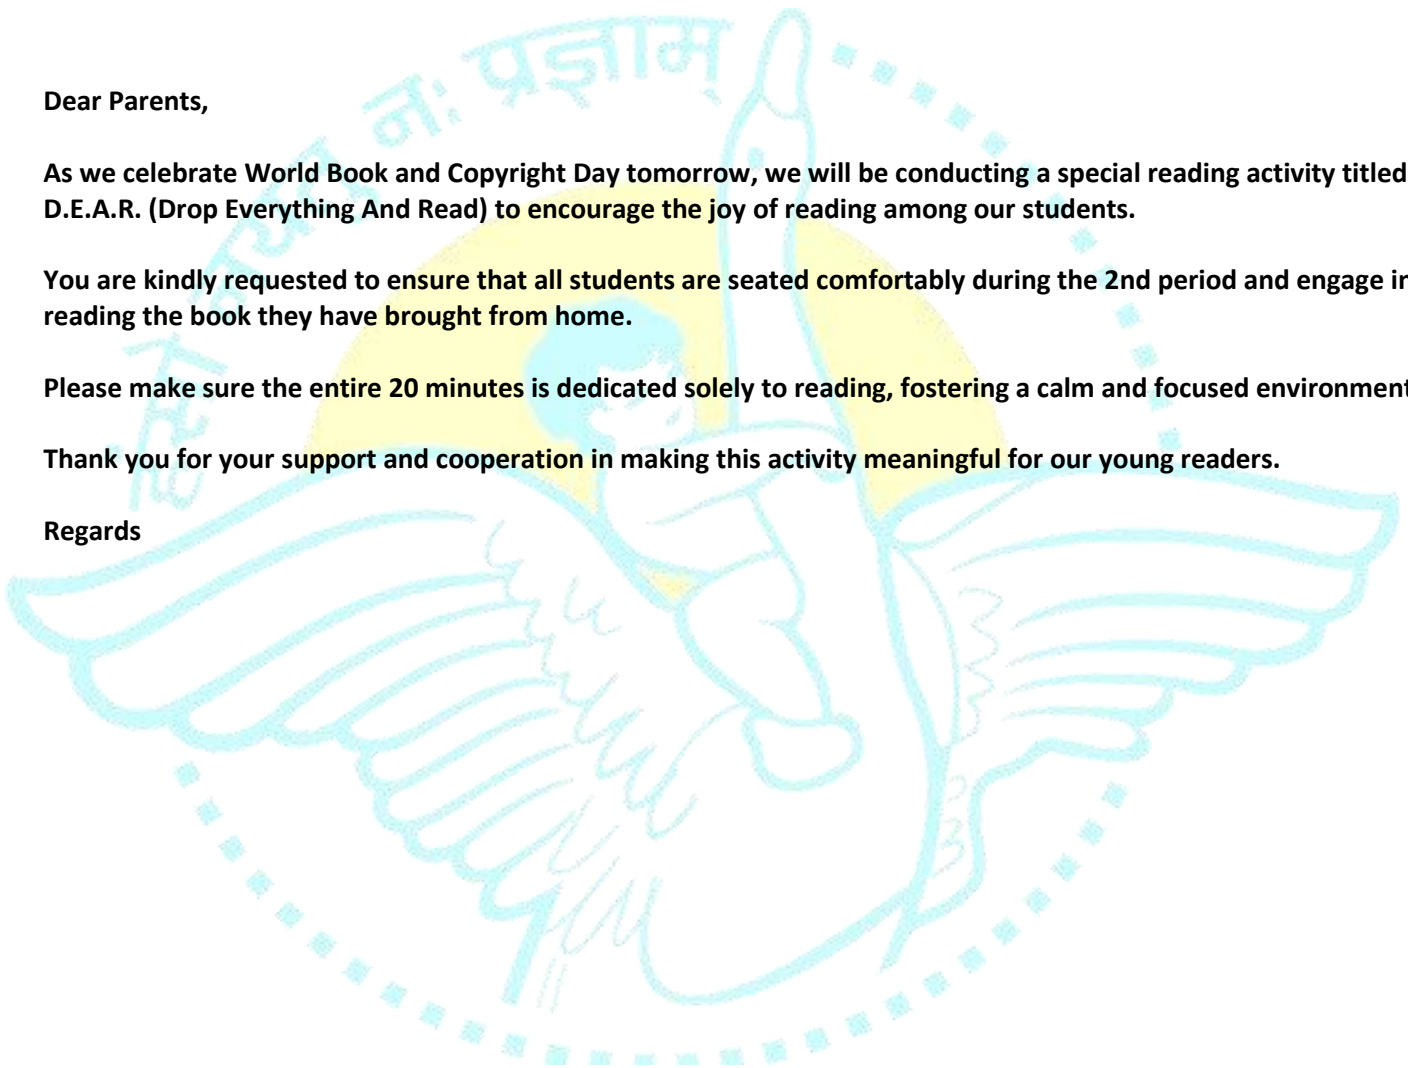 हंसो नः प्रज्ञाम्
Dear Parents,
As we celebrate World Book and Copyright Day tomorrow, we will be conducting a special reading activity titled
D.E.A.R. (Drop Everything And Read) to encourage the joy of reading among our students.
You are kindly requested to ensure that all students are seated comfortably during the 2nd period and engage in
reading the book they have brought from home.
Please make sure the entire 20 minutes is dedicated solely to reading, fostering a calm and focused environment
Thank you for your support and cooperation in making this activity meaningful for our young readers.
Regards